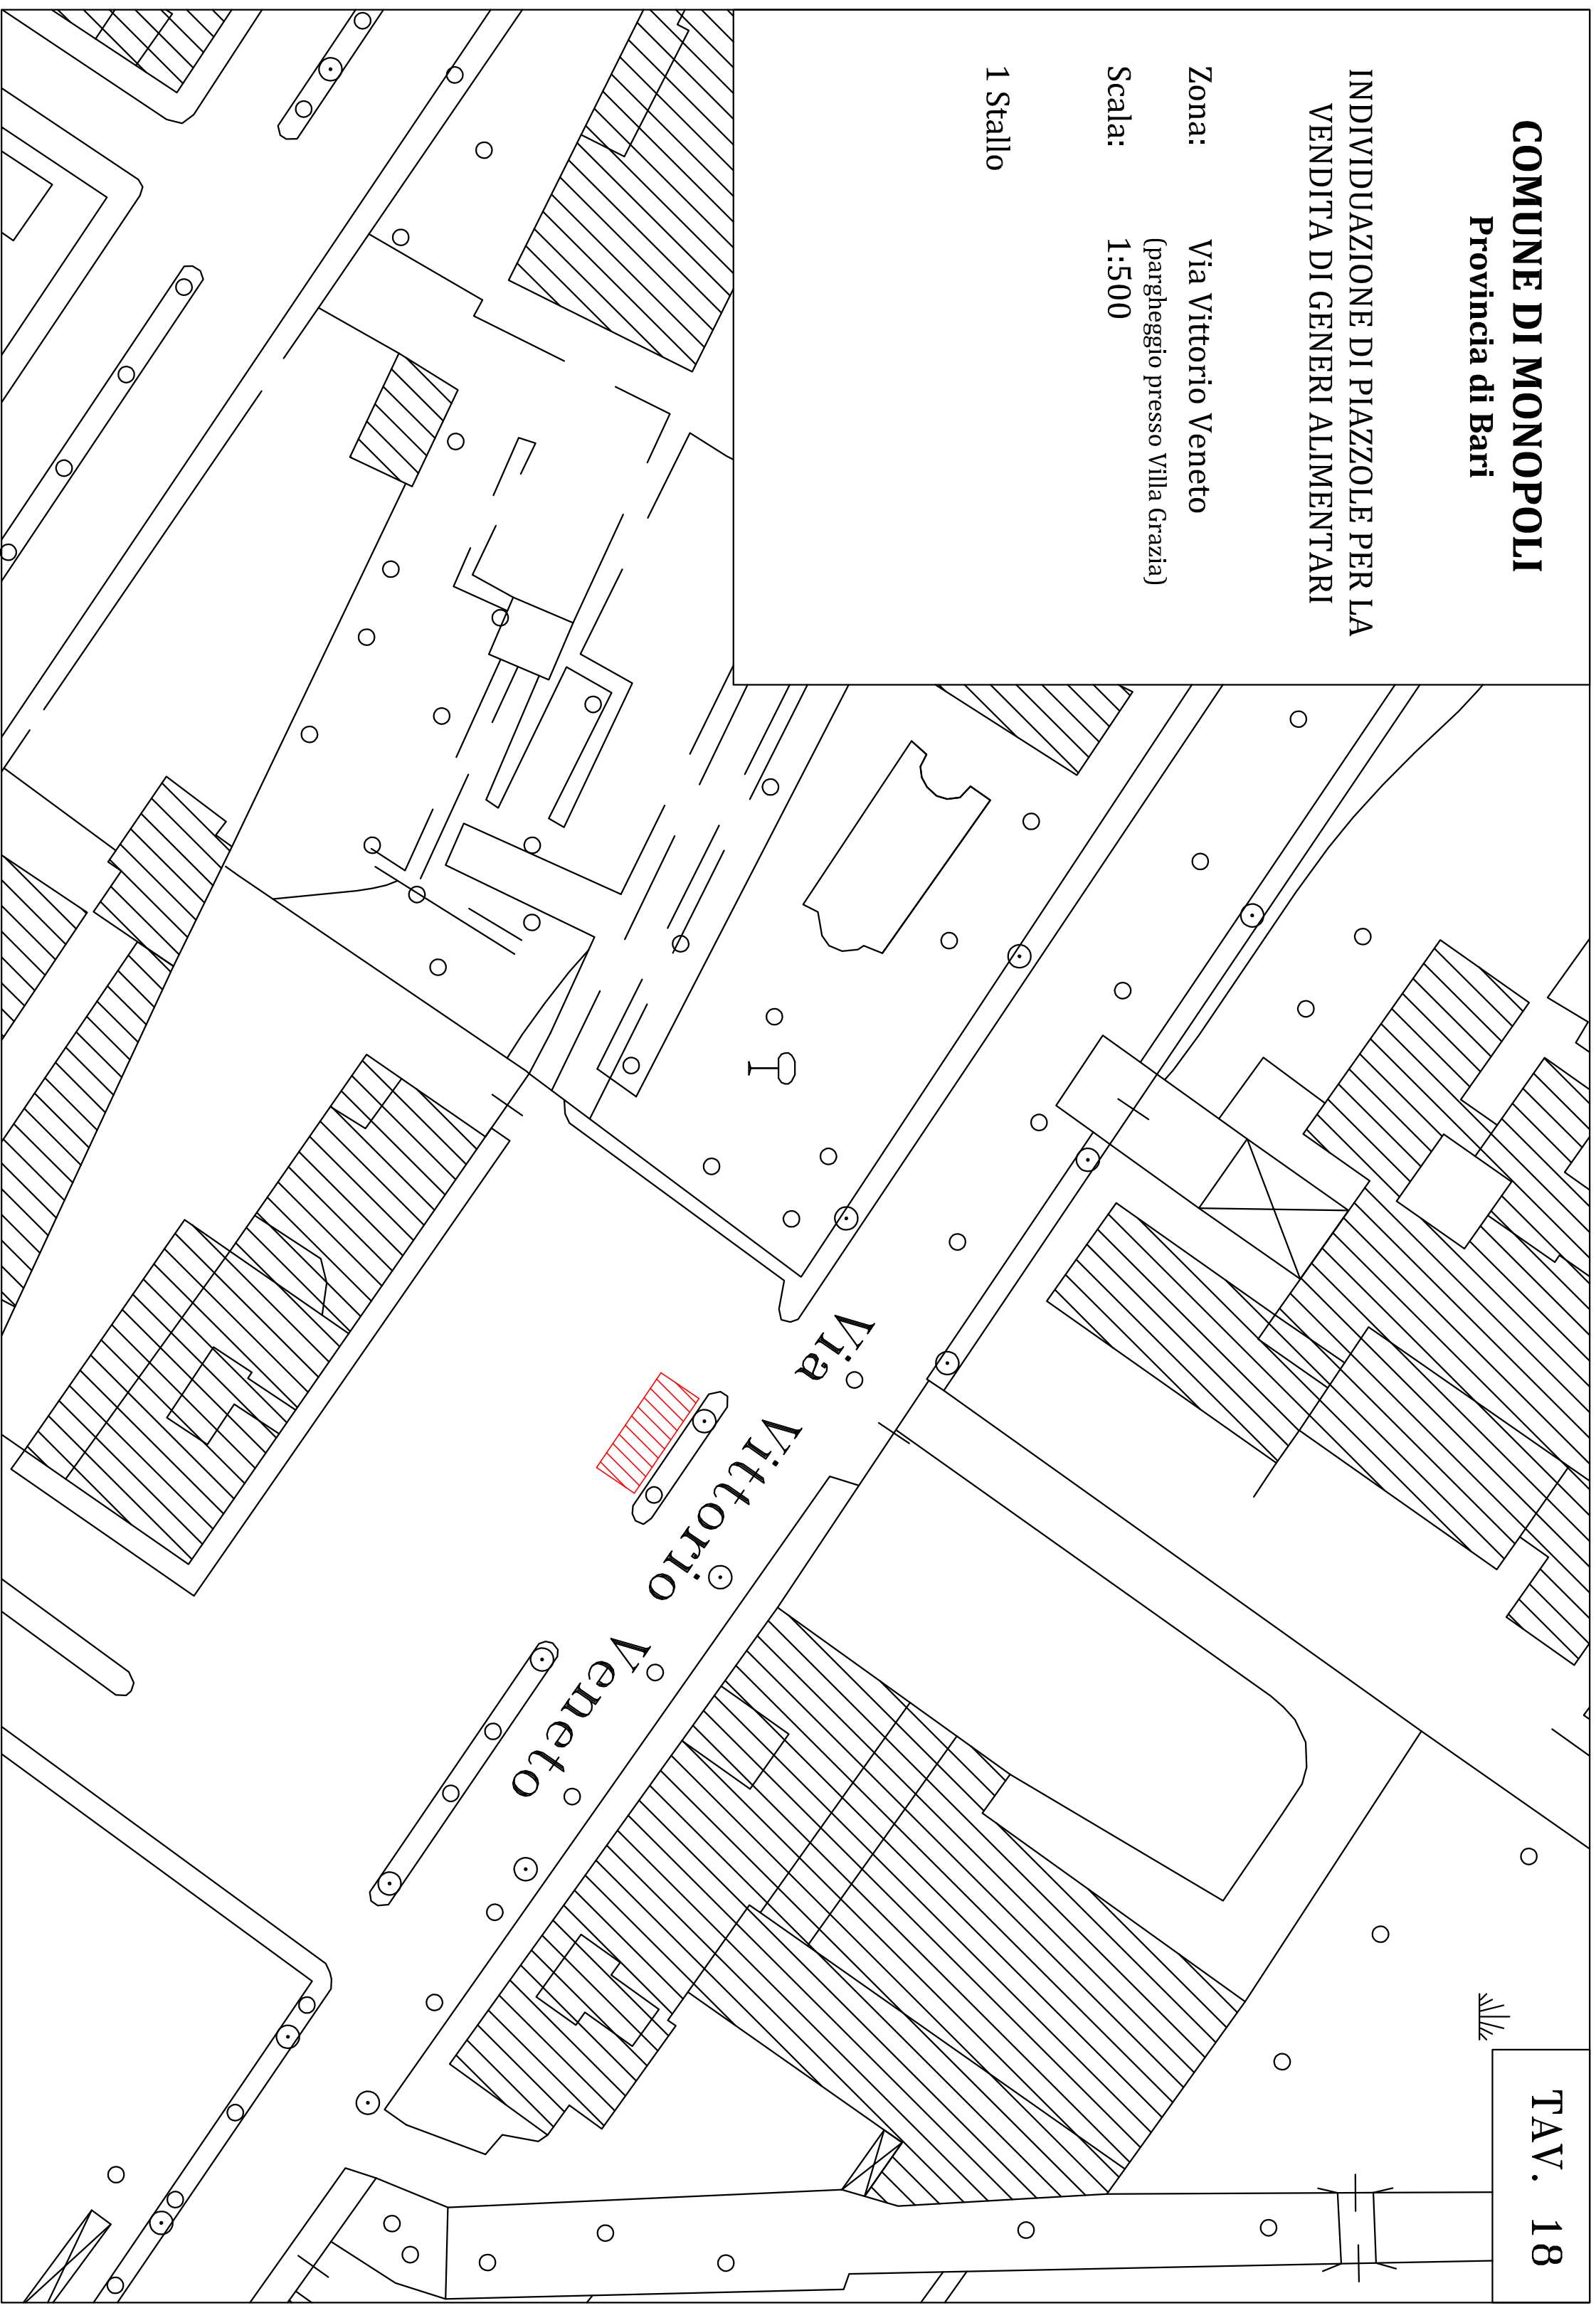 COMUNE DI MONOPOLI
Provincia di Bari
INDIVIDUAZIONE DI PIAZZOLE PER LA
VENDITA DI GENERI ALIMENTARI
Zona: Via Vittorio Veneto
(pargheggio presso Villa Grazia)
Scala: 1:500
1 Stallo
Via Vittorio Veneto
TAV. 18